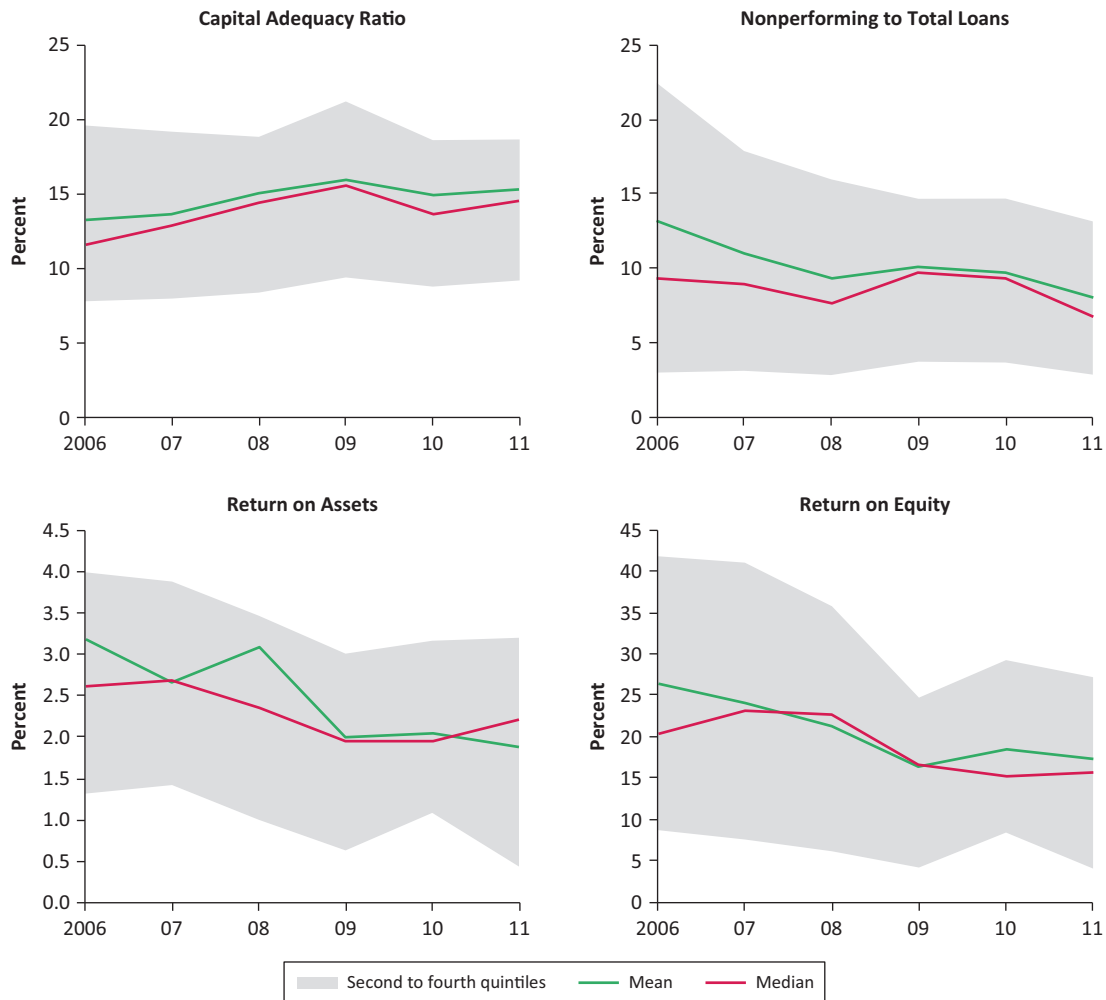 Capital Adequacy Ratio
25
20
15
10
5
0
Percent
2006 07 08 09 10 11
Nonperforming to Total Loans
25
20
15
10
5
0
Percent
2006 07 08 09 10 11
Return on Assets
4.5
4.0
3.5
3.0
2.5
2.0
1.5
1.0
0.5
0.0
Percent
2006 07 08 09 10 11
Return on Equity
45
40
35
30
25
20
15
10
5
0
Percent
2006 07 08 09 10 11
Second to fourth quintiles Mean Median